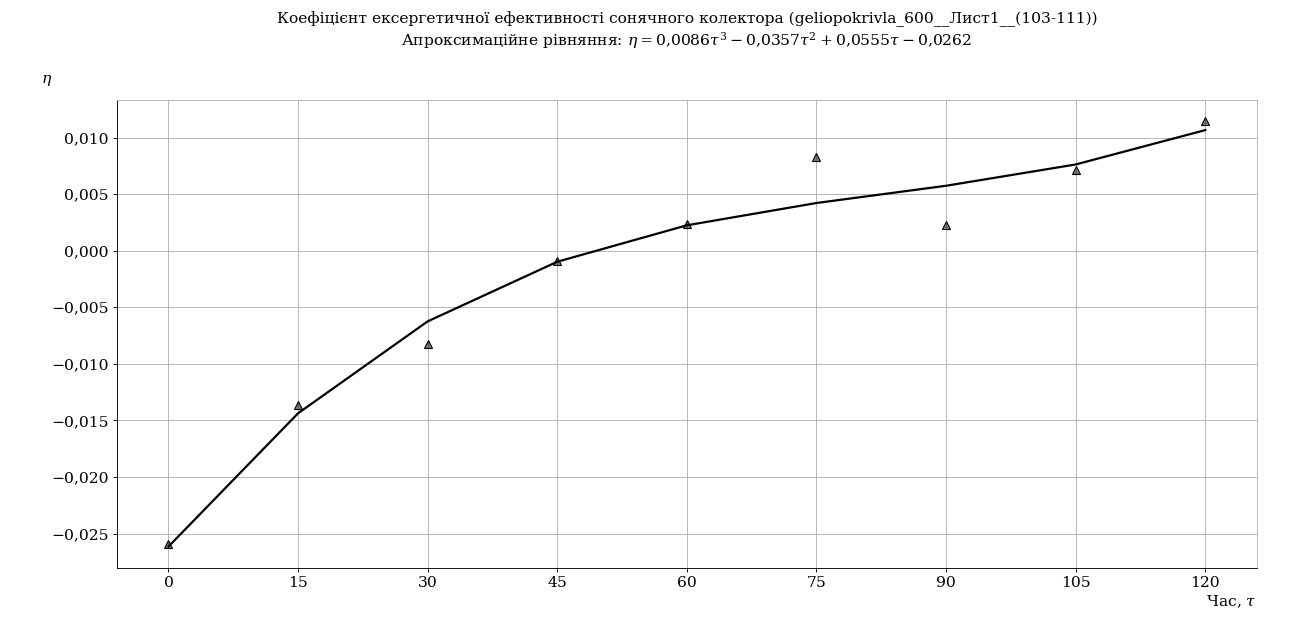 Коефіцієнт ексергетичної ефективності сонячного колектора (geliopokrivla_600__Лист1__(103-111))
Апроксимаційне рівняння: η = 0,0086τ³ − 0,0357τ² + 0,0555τ − 0,0262
η
0,010
0,005
0,000
−0,005
−0,010
−0,015
−0,020
−0,025
0 15 30 45 60 75 90 105 120
Час, τ